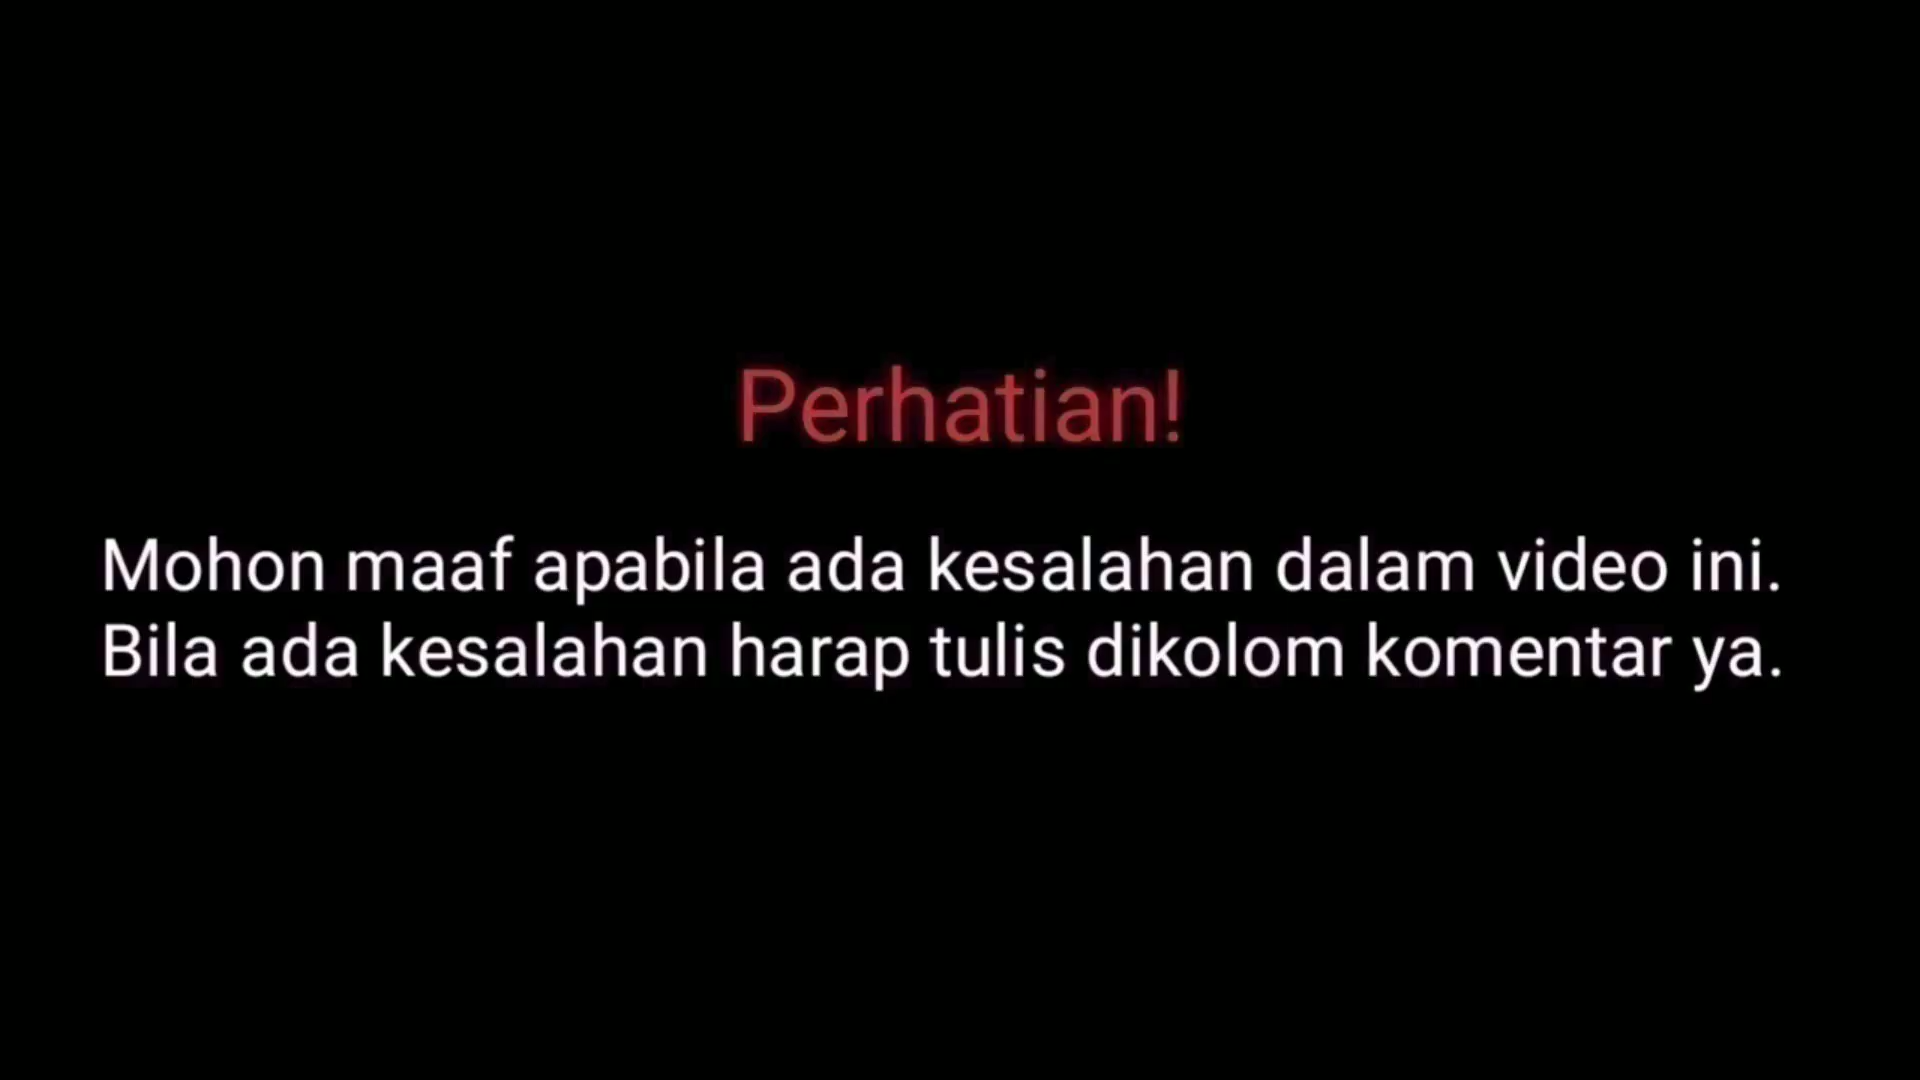 Perhatian!
Mohon maaf apabila ada kesalahan dalam video ini.
Bila ada kesalahan harap tulis dikolom komentar ya.